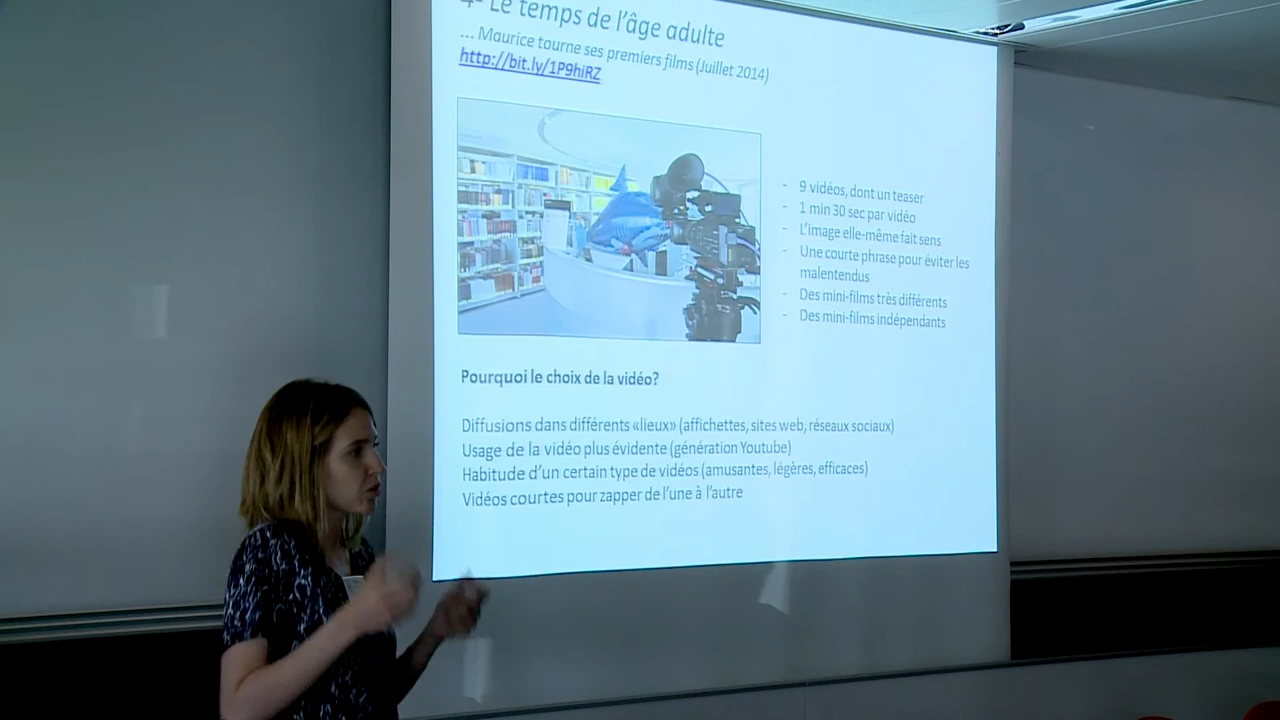 4- Le temps de l'âge adulte
... Maurice tourne ses premiers films (Juillet 2014)
http://bit.ly/1P9hiRZ
- 9 vidéos, dont un teaser
- 1 min 30 sec par vidéo
- L'image elle-même fait sens
- Une courte phrase pour éviter les
malentendus
- Des mini-films très différents
- Des mini-films indépendants
Pourquoi le choix de la vidéo?
Diffusions dans différents «lieux» (affichettes, sites web, réseaux sociaux)
Usage de la vidéo plus évidente (génération Youtube)
Habitude d'un certain type de vidéos (amusantes, légères, efficaces)
Vidéos courtes pour zapper de l'une à l'autre